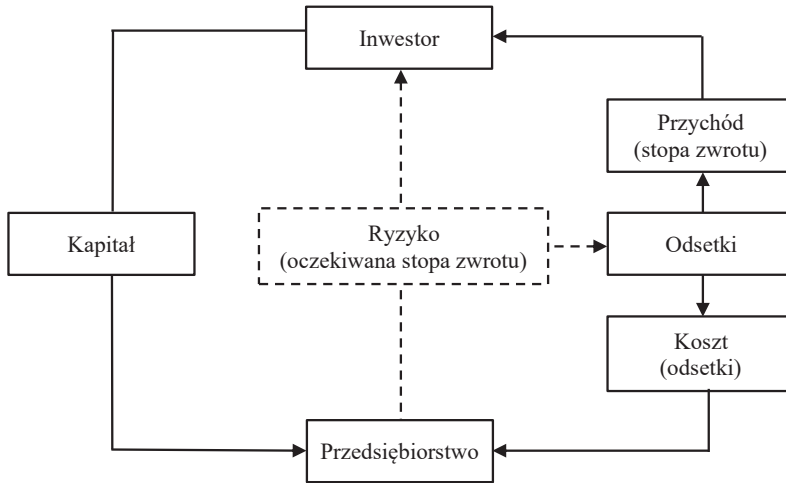 Inwestor
Przychód
(stopa zwrotu)
Kapitał
Ryzyko
(oczekiwana stopa zwrotu)
Odsetki
Koszt
(odsetki)
Przedsiębiorstwo